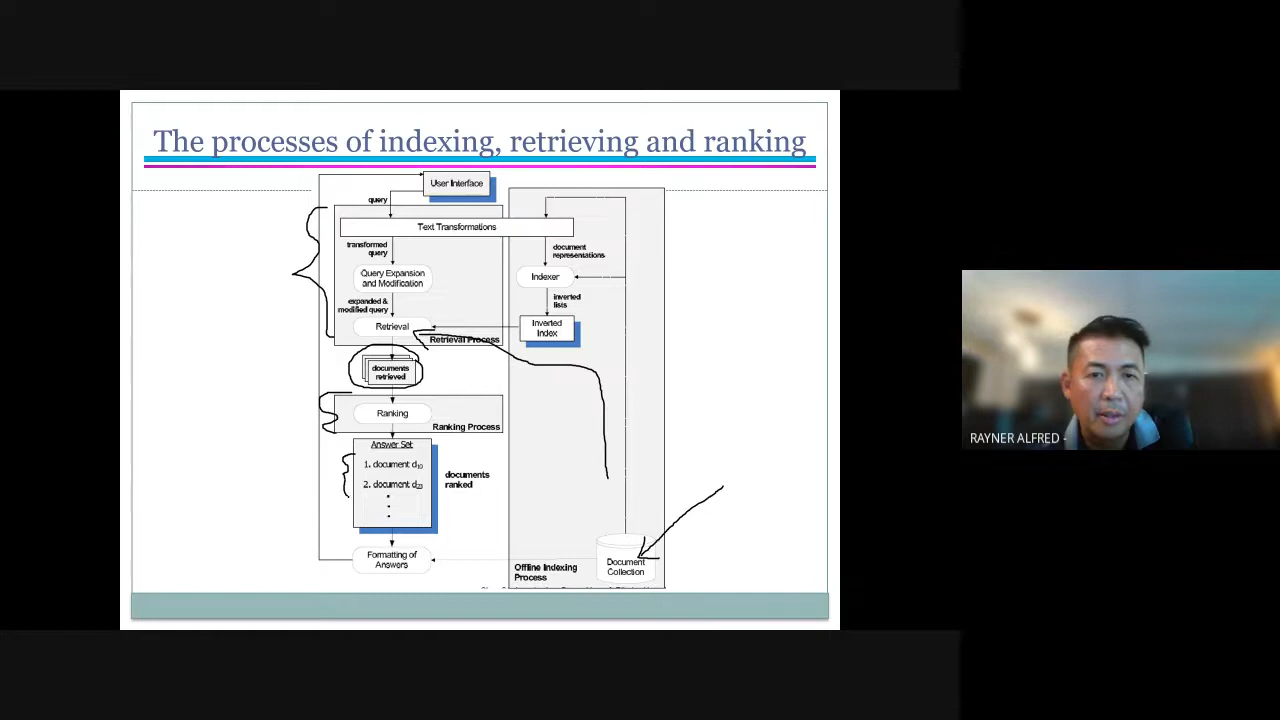 The processes of indexing, retrieving and ranking
User Interface
query
Text Transformations
transformed
query
document
representations
Query Expansion
and Modification
Indexer
expanded &
modified query
inverted
lists
Retrieval
Inverted
Index
Retrieval Process
documents
retrieved
Ranking
Ranking Process
Answer Set
1. document d10
2. document d23
documents
ranked
Formatting of
Answers
Offline Indexing
Process
Document
Collection
RAYNER ALFRED -